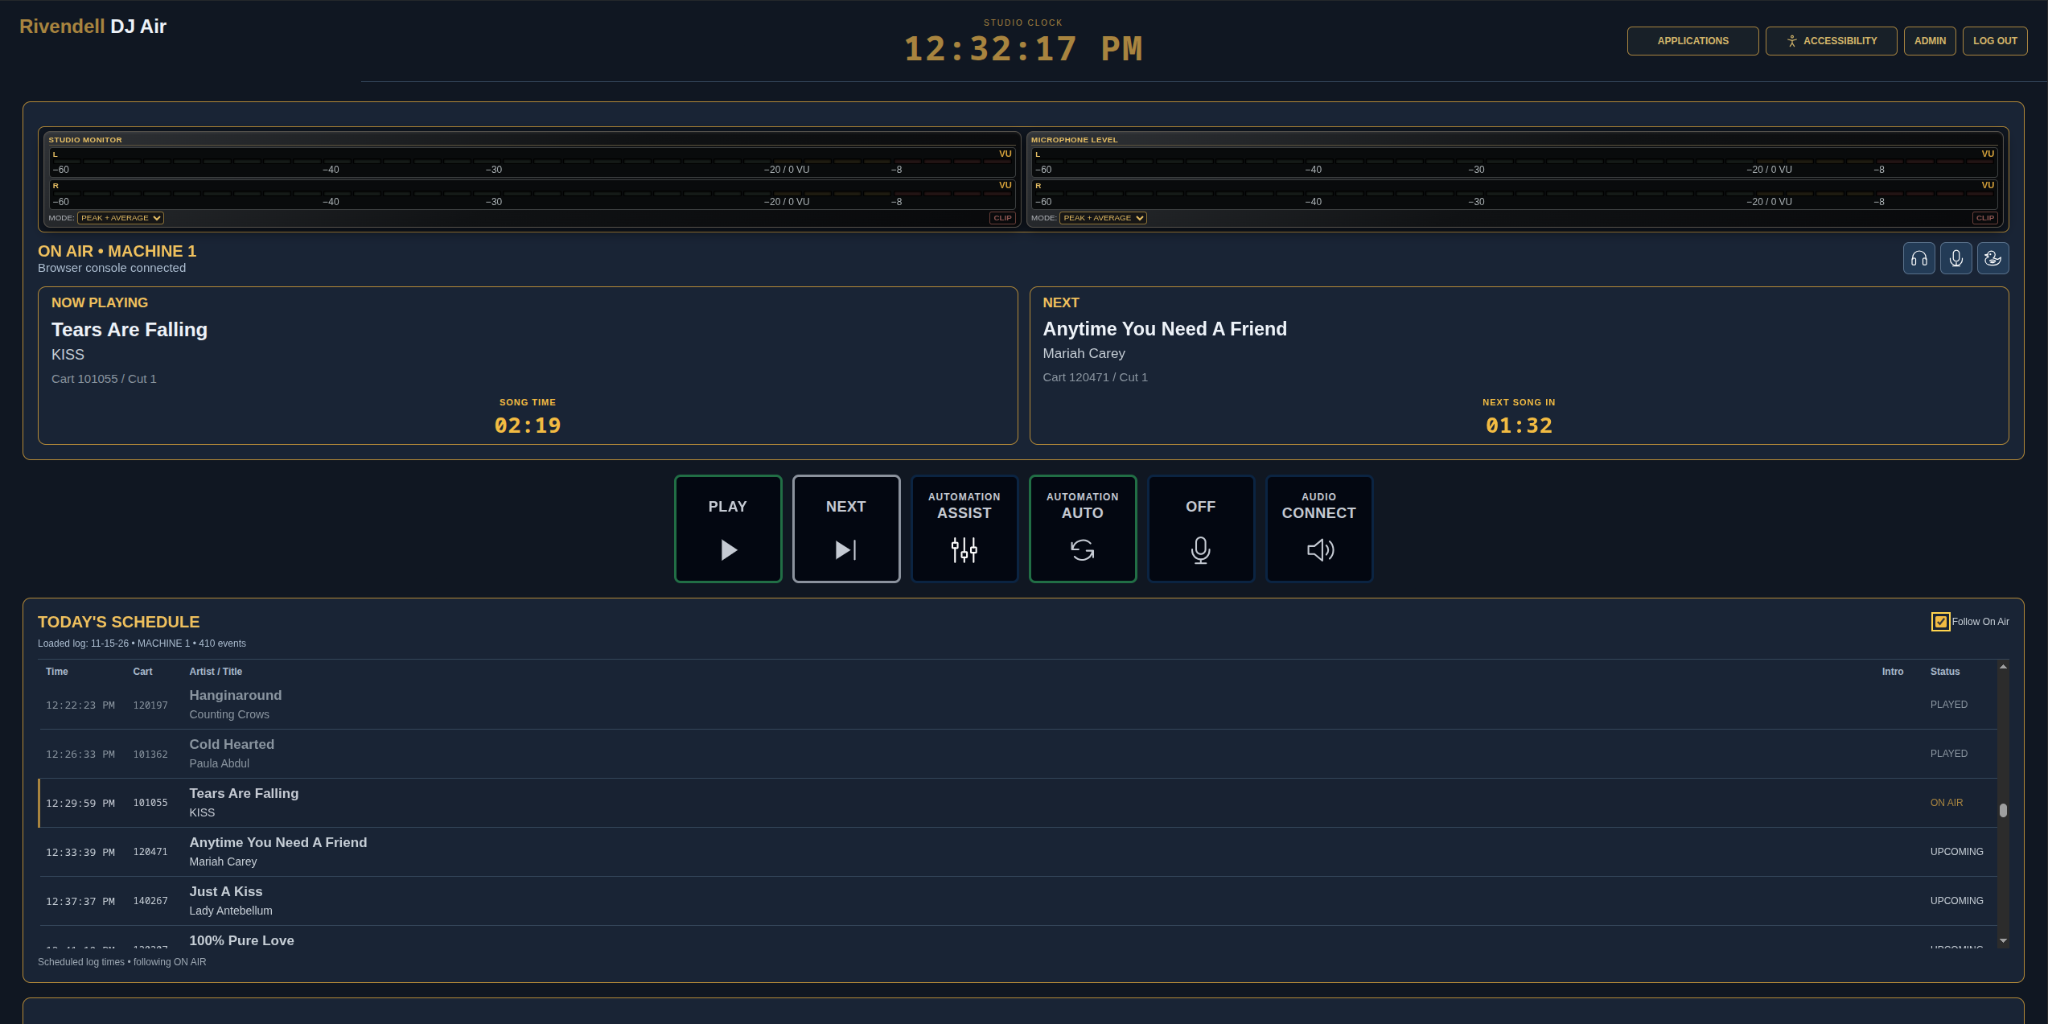 Rivendell DJ Air
STUDIO CLOCK
12:32:17 PM
APPLICATIONS
ACCESSIBILITY
ADMIN
LOG OUT
STUDIO MONITOR
L
VU
−60 −40 −30 −20 / 0 VU −8
R
VU
−60 −40 −30 −20 / 0 VU −8
MODE: PEAK + AVERAGE
CLIP
MICROPHONE LEVEL
L
VU
−60 −40 −30 −20 / 0 VU −8
R
VU
−60 −40 −30 −20 / 0 VU −8
MODE: PEAK + AVERAGE
CLIP
ON AIR • MACHINE 1
Browser console connected
NOW PLAYING
Tears Are Falling
KISS
Cart 101055 / Cut 1
SONG TIME
02:19
NEXT
Anytime You Need A Friend
Mariah Carey
Cart 120471 / Cut 1
NEXT SONG IN
01:32
PLAY
NEXT
AUTOMATION
ASSIST
AUTOMATION
AUTO
OFF
AUDIO
CONNECT
TODAY'S SCHEDULE
Loaded log: 11-15-26 • MACHINE 1 • 410 events
Follow On Air
Time Cart Artist / Title Intro Status
12:22:23 PM 120197 Hanginaround PLAYED
Counting Crows
12:26:33 PM 101362 Cold Hearted PLAYED
Paula Abdul
12:29:59 PM 101055 Tears Are Falling ON AIR
KISS
12:33:39 PM 120471 Anytime You Need A Friend UPCOMING
Mariah Carey
12:37:37 PM 140267 Just A Kiss UPCOMING
Lady Antebellum
100% Pure Love UPCOMING
Scheduled log times • following ON AIR